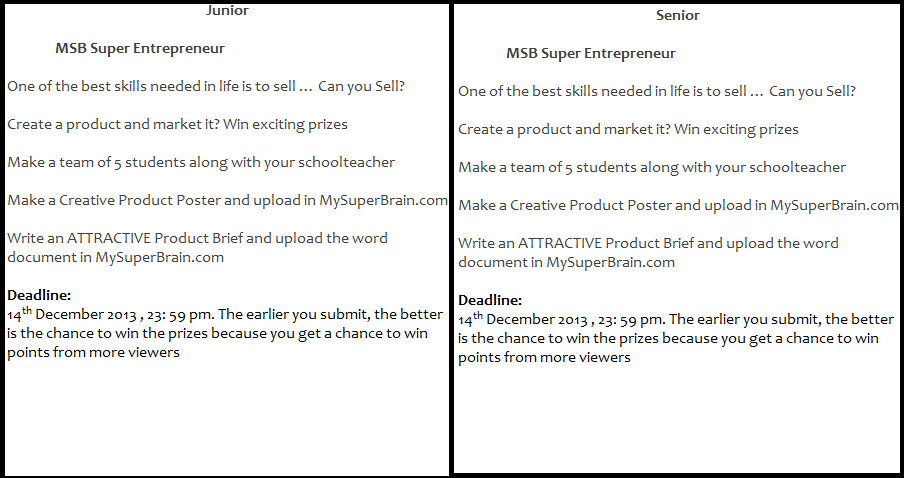 Junior
MSB Super Entrepreneur
One of the best skills needed in life is to sell ... Can you Sell?
Create a product and market it? Win exciting prizes
Make a team of 5 students along with your schoolteacher
Make a Creative Product Poster and upload in MySuperBrain.com
Write an ATTRACTIVE Product Brief and upload the word
document in MySuperBrain.com
Deadline:
14th December 2013 , 23: 59 pm. The earlier you submit, the better
is the chance to win the prizes because you get a chance to win
points from more viewers
Senior
MSB Super Entrepreneur
One of the best skills needed in life is to sell ... Can you Sell?
Create a product and market it? Win exciting prizes
Make a team of 5 students along with your schoolteacher
Make a Creative Product Poster and upload in MySuperBrain.com
Write an ATTRACTIVE Product Brief and upload the word
document in MySuperBrain.com
Deadline:
14th December 2013 , 23: 59 pm. The earlier you submit, the better
is the chance to win the prizes because you get a chance to win
points from more viewers